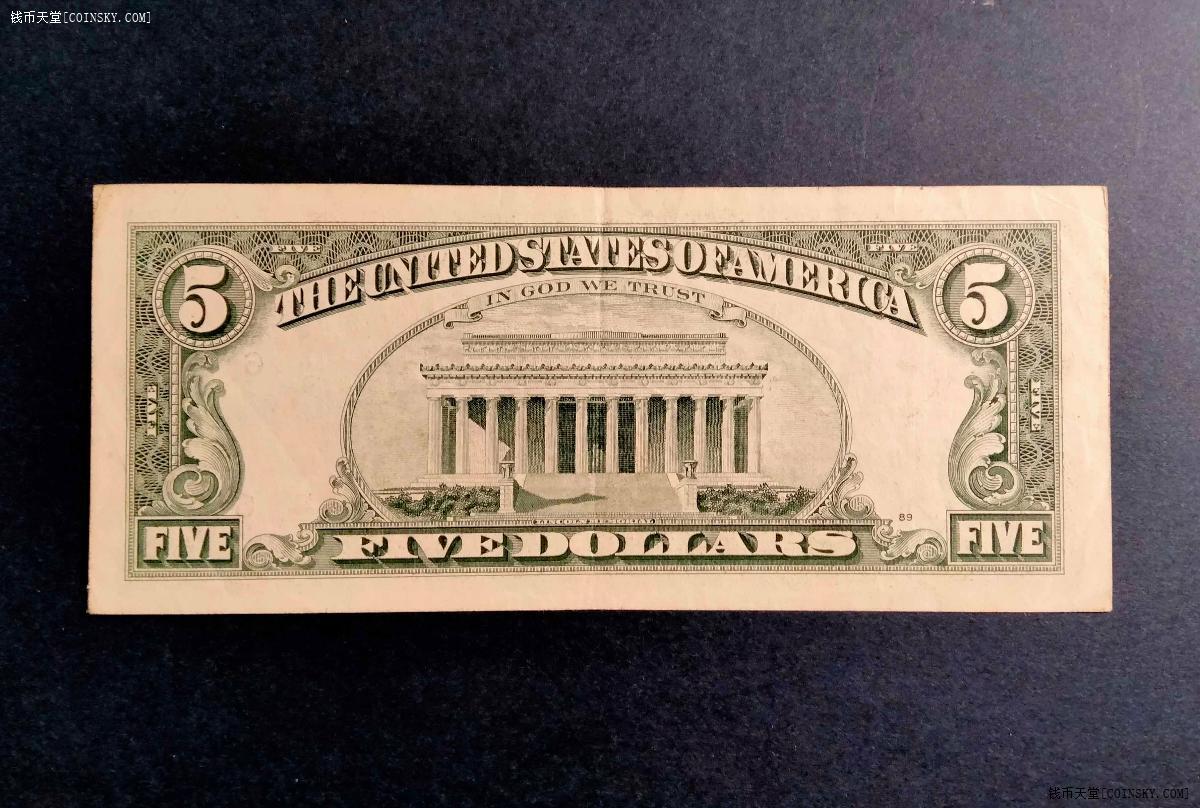 钱币天堂[COINSKY.COM]
FIVE FIVE
5 THE UNITED STATES OF AMERICA 5
IN GOD WE TRUST
FIVE FIVE
89
FIVE FIVE DOLLARS FIVE
钱币天堂[COINSKY.COM]